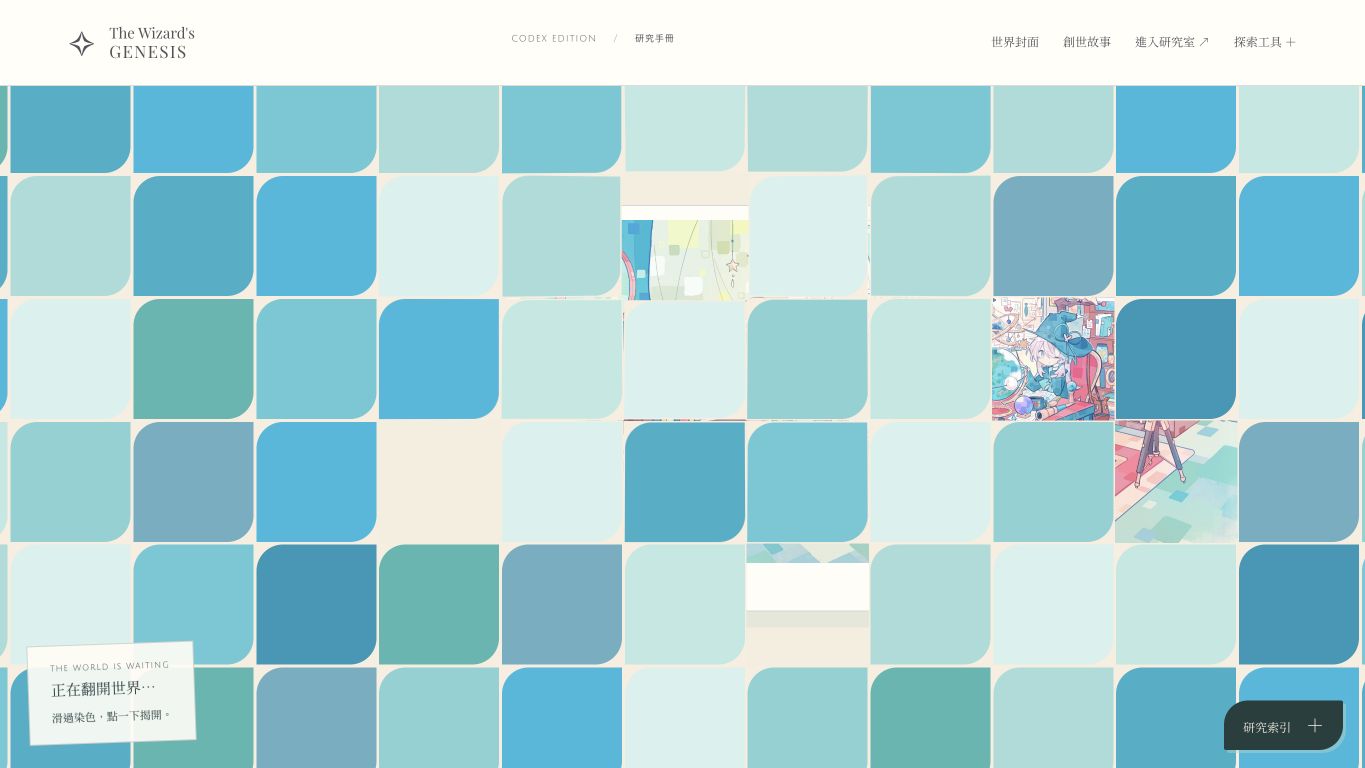 The Wizard's
GENESIS
CODEX EDITION / 研究手冊
世界封面 創世故事 進入研究室 ↗ 探索工具 +
THE WORLD IS WAITING
正在翻開世界…
滑過染色，點一下揭開。
研究索引 +